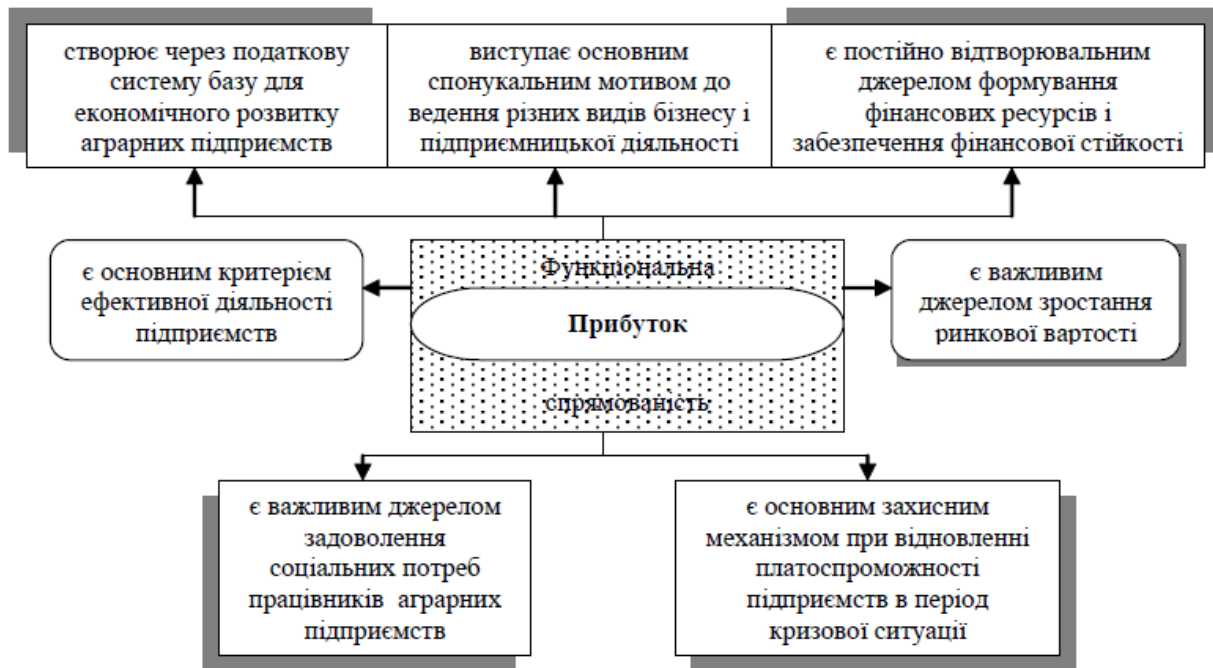 створює через податкову
систему базу для
економічного розвитку
аграрних підприємств
виступає основним
спонукальним мотивом до
ведення різних видів бізнесу і
підприємницької діяльності
є постійно відтворювальним
джерелом формування
фінансових ресурсів і
забезпечення фінансової стійкості
є основним критерієм
ефективної діяльності
підприємств
Функціональна
Прибуток
спрямованість
є важливим
джерелом зростання
ринкової вартості
є важливим джерелом
задоволення
соціальних потреб
працівників аграрних
підприємств
є основним захисним
механізмом при відновленні
платоспроможності
підприємств в період
кризової ситуації